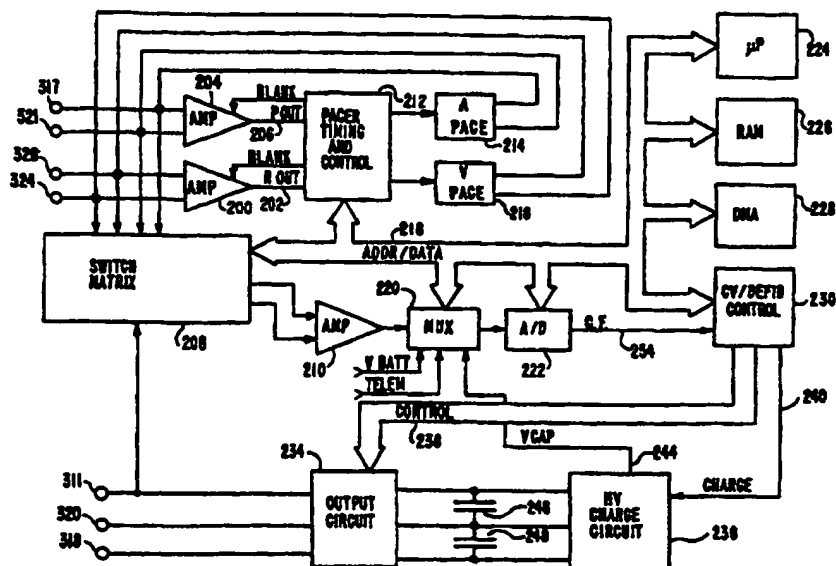 317
321
326
324
AMP
204
BLANK
P OUT
206
AMP
200
BLANK
R OUT
202
PACER
TIMING
AND
CONTROL
212
A
PACE
214
V
PACE
216
218
ADDR/DATA
μP
224
RAM
226
DMA
228
CV/DEFIB
CONTROL
230
SWITCH
MATRIX
208
AMP
210
MUX
220
A/D
222
C.F.
254
V BATT
TELEM
CONTROL
238
VCAP
244
240
CHARGE
HV
CHARGE
CIRCUIT
236
234
OUTPUT
CIRCUIT
246
248
311
320
318